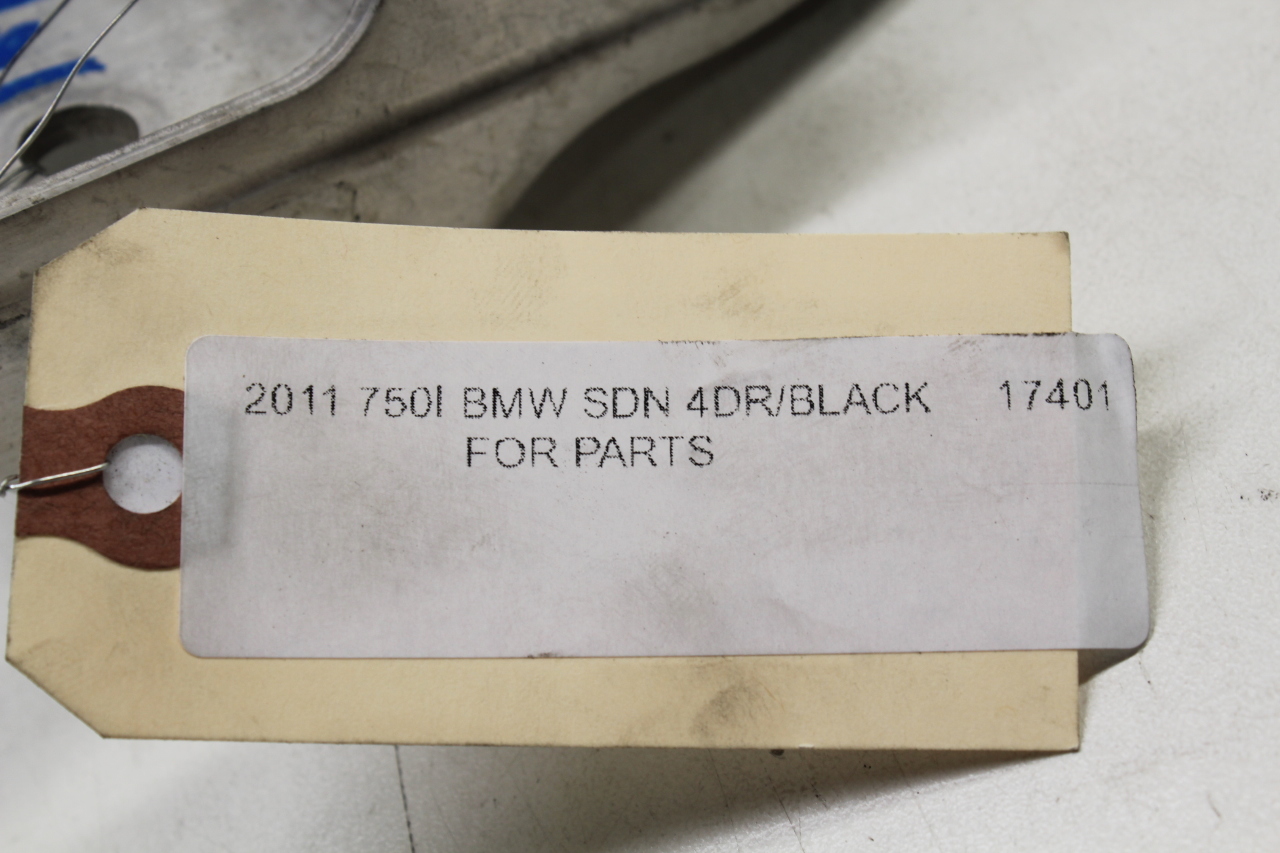 2011 750I BMW SDN 4DR/BLACK 17401
FOR PARTS